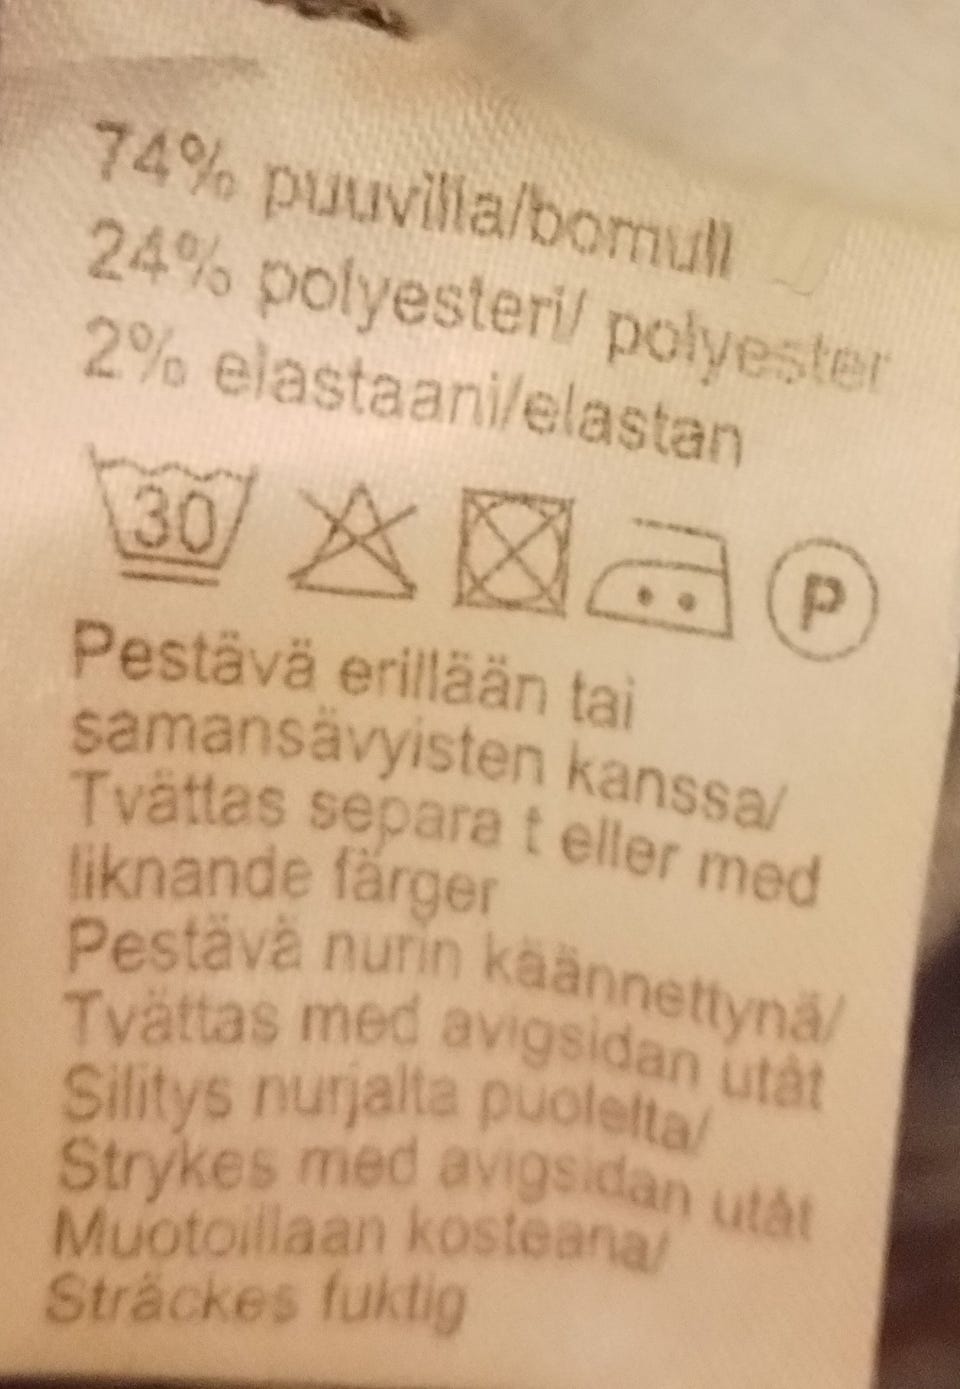 74% puuvilla/bomull
24% polyesteri/ polyester
2% elastaani/elastan
30 P
Pestävä erillään tai
samansävyisten kanssa/
Tvättas separa t eller med
liknande färger
Pestävä nurin käännettynä/
Tvättas med avigsidan utåt
Silitys nurjalta puolelta/
Strykes med avigsidan utåt
Muotoillaan kosteana/
Sträckes fuktig